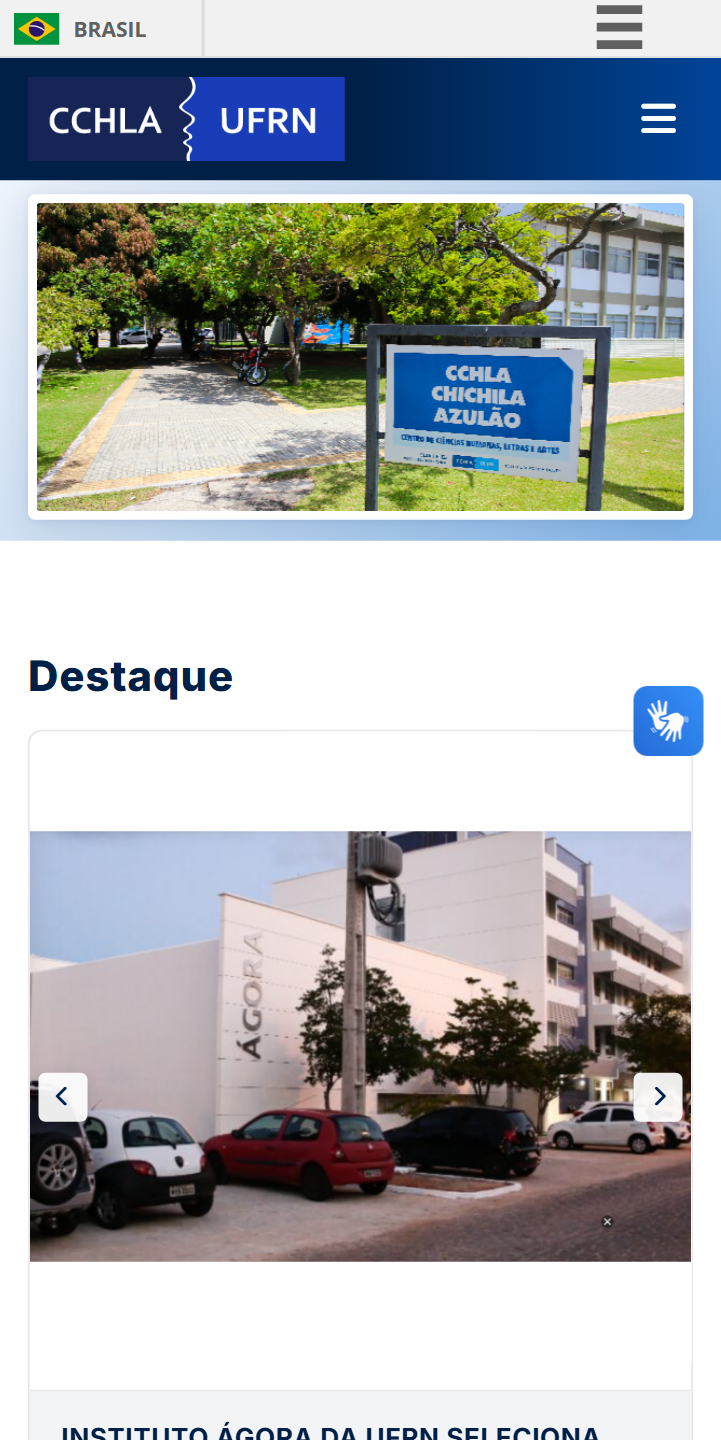 BRASIL
CCHLA UFRN
CCHLA
CHICHILA
AZULÃO
CENTRO DE CIÊNCIAS HUMANAS, LETRAS E ARTES
Destaque
ÁGORA
INSTITUTO ÁGORA DA UFRN SELECIONA